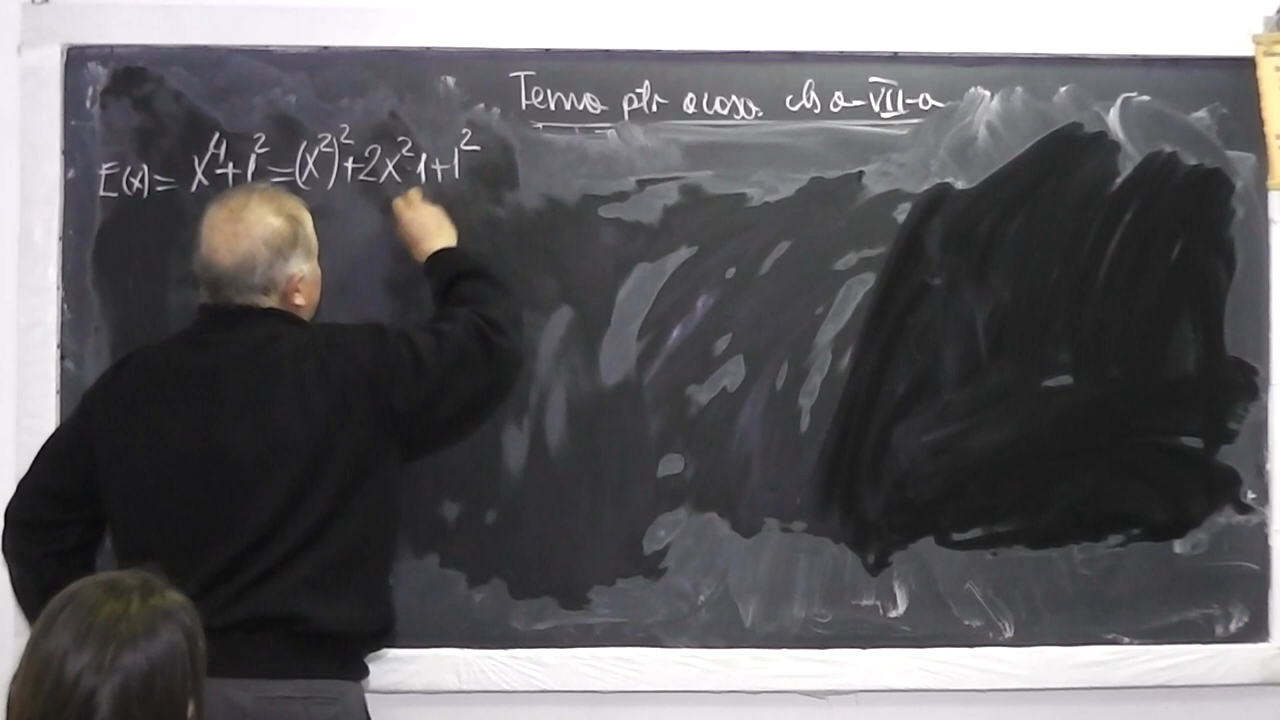 Tema ptr acasa cls a-VII-a
E(x) = x⁴+1² = (x²)²+2x²·1+1²